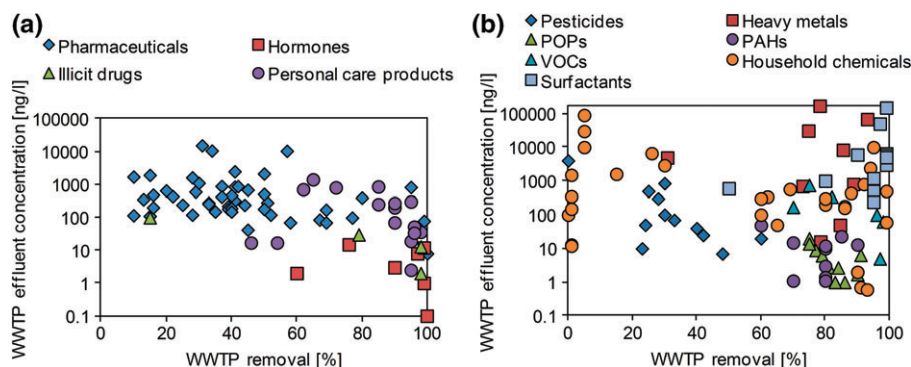 (a)
Pharmaceuticals
Hormones
Illicit drugs
Personal care products
WWTP effluent concentration [ng/l]
100000
10000
1000
100
10
1
0.1
0 20 40 60 80 100
WWTP removal [%]
(b)
Pesticides
Heavy metals
POPs
PAHs
VOCs
Household chemicals
Surfactants
WWTP effluent concentration [ng/l]
100000
10000
1000
100
10
1
0.1
0 20 40 60 80 100
WWTP removal [%]